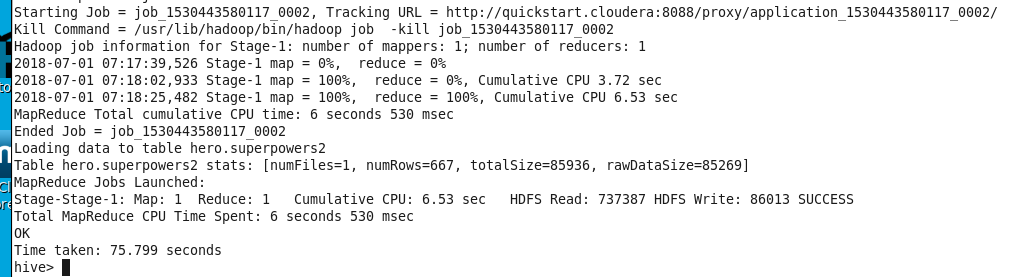 Starting Job = job_1530443580117_0002, Tracking URL = http://quickstart.cloudera:8088/proxy/application_1530443580117_0002/
Kill Command = /usr/lib/hadoop/bin/hadoop job  -kill job_1530443580117_0002
Hadoop job information for Stage-1: number of mappers: 1; number of reducers: 1
2018-07-01 07:17:39,526 Stage-1 map = 0%,  reduce = 0%
2018-07-01 07:18:02,933 Stage-1 map = 100%,  reduce = 0%, Cumulative CPU 3.72 sec
2018-07-01 07:18:25,482 Stage-1 map = 100%,  reduce = 100%, Cumulative CPU 6.53 sec
MapReduce Total cumulative CPU time: 6 seconds 530 msec
Ended Job = job_1530443580117_0002
Loading data to table hero.superpowers2
Table hero.superpowers2 stats: [numFiles=1, numRows=667, totalSize=85936, rawDataSize=85269]
MapReduce Jobs Launched:
Stage-Stage-1: Map: 1  Reduce: 1   Cumulative CPU: 6.53 sec   HDFS Read: 737387 HDFS Write: 86013 SUCCESS
Total MapReduce CPU Time Spent: 6 seconds 530 msec
OK
Time taken: 75.799 seconds
hive>